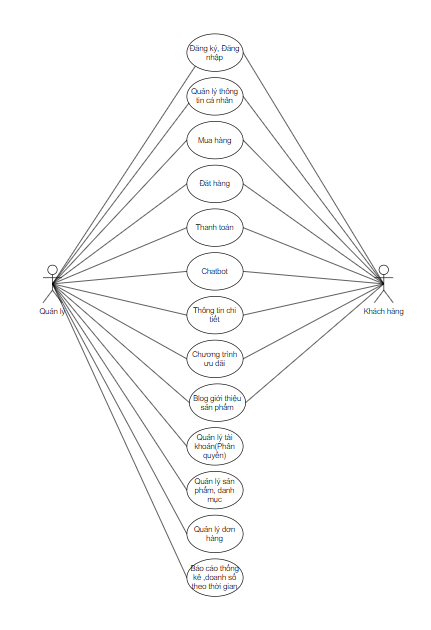 Đăng ký, Đăng
nhập
Quản lý thông
tin cá nhân
Mua hàng
Đặt hàng
Thanh toán
Chatbot
Quản lý
Khách hàng
Thông tin chi
tiết
Chương trình
ưu đãi
Blog giới thiệu
sản phẩm
Quản lý tài
khoản(Phân
quyền)
Quản lý sản
phẩm, danh
mục
Quản lý đơn
hàng
Báo cáo thống
kê ,doanh số
theo thời gian